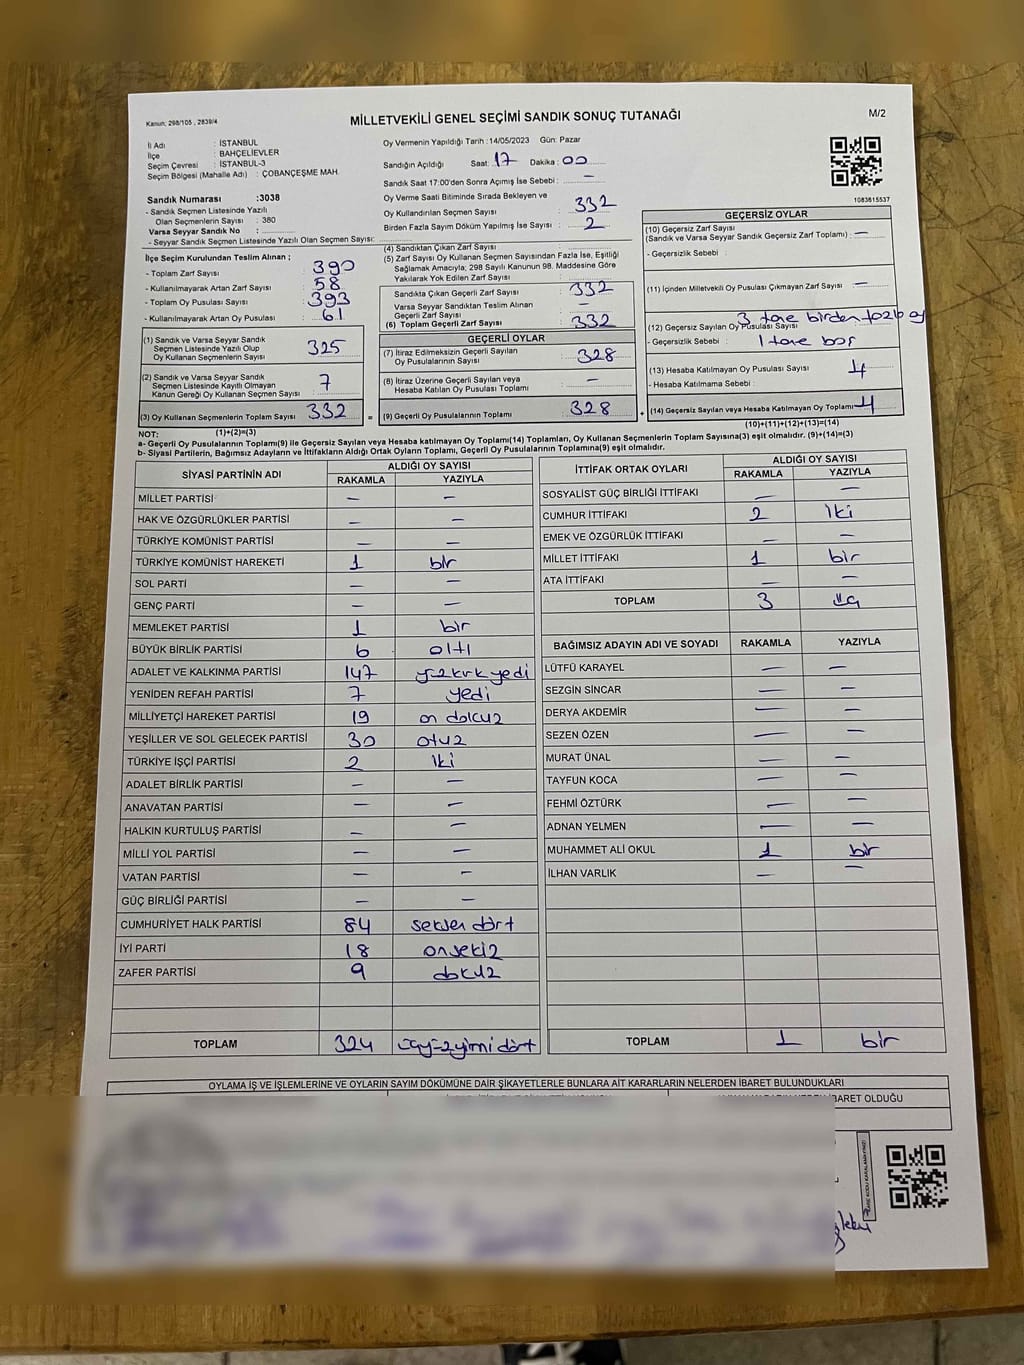 Kanun: 298/105 , 2839/4
MİLLETVEKİLİ GENEL SEÇİMİ SANDIK SONUÇ TUTANAĞI
M/2
İl Adı : İSTANBUL
İlçe : BAHÇELİEVLER
Seçim Çevresi : İSTANBUL-3
Seçim Bölgesi (Mahalle Adı) : ÇOBANÇEŞME MAH.
Sandık Numarası :3038
- Sandık Seçmen Listesinde Yazılı
Olan Seçmenlerin Sayısı : 380
Varsa Seyyar Sandık No :
- Seyyar Sandık Seçmen Listesinde Yazılı Olan Seçmen Sayısı:
İlçe Seçim Kurulundan Teslim Alınan ;
- Toplam Zarf Sayısı : 390
- Kullanılmayarak Artan Zarf Sayısı : 58
- Toplam Oy Pusulası Sayısı : 393
- Kullanılmayarak Artan Oy Pusulası : 61
(1) Sandık ve Varsa Seyyar Sandık
Seçmen Listesinde Yazılı Olup
Oy Kullanan Seçmenlerin Sayısı : 325
(2) Sandık ve Varsa Seyyar Sandık
Seçmen Listesinde Kayıtlı Olmayan
Kanun Gereği Oy Kullanan Seçmen Sayısı : 7
(3) Oy Kullanan Seçmenlerin Toplam Sayısı : 332 =
Oy Vermenin Yapıldığı Tarih :14/05/2023 Gün: Pazar
Sandığın Açıldığı Saat: 17 Dakika: 00
Sandık Saat 17:00'den Sonra Açımış İse Sebebi : –
Oy Verme Saati Bitiminde Sırada Bekleyen ve
Oy Kullandırılan Seçmen Sayısı : 332
Birden Fazla Sayım Döküm Yapılmış İse Sayısı : 2
(4) Sandıktan Çıkan Zarf Sayısı :
(5) Zarf Sayısı Oy Kullanan Seçmen Sayısından Fazla İse, Eşitliği
Sağlamak Amacıyla; 298 Sayılı Kanunun 98. Maddesine Göre
Yakılarak Yok Edilen Zarf Sayısı :
Sandıkta Çıkan Geçerli Zarf Sayısı : 332
Varsa Seyyar Sandıktan Teslim Alınan
Geçerli Zarf Sayısı : –
(6) Toplam Geçerli Zarf Sayısı : 332
GEÇERLİ OYLAR
(7) İtiraz Edilmeksizin Geçerli Sayılan
Oy Pusulalarının Sayısı : 328
(8) İtiraz Üzerine Geçerli Sayılan veya
Hesaba Katılan Oy Pusulası Toplamı : –
(9) Geçerli Oy Pusulalarının Toplamı : 328 +
1083615537
GEÇERSİZ OYLAR
(10) Geçersiz Zarf Sayısı
(Sandık ve Varsa Seyyar Sandık Geçersiz Zarf Toplamı) : –
- Geçersizlik Sebebi :
(11) İçinden Milletvekili Oy Pusulası Çıkmayan Zarf Sayısı : –
3 tane birden fazla oy
(12) Geçersiz Sayılan Oy Pusulası Sayısı :
- Geçersizlik Sebebi : 1 tane boş
(13) Hesaba Katılmayan Oy Pusulası Sayısı : 4
- Hesaba Katılmama Sebebi :
(14) Geçersiz Sayılan veya Hesaba Katılmayan Oy Toplamı : 4
(10)+(11)+(12)+(13)=(14)
NOT: (1)+(2)=(3)
a- Geçerli Oy Pusulalarının Toplamı(9) ile Geçersiz Sayılan veya Hesaba katılmayan Oy Toplamı(14) Toplamları, Oy Kullanan Seçmenlerin Toplam Sayısına(3) eşit olmalıdır. (9)+(14)=(3)
b- Siyasi Partilerin, Bağımsız Adayların ve İttifakların Aldığı Ortak Oyların Toplamı, Geçerli Oy Pusulalarının Toplamına(9) eşit olmalıdır.
SİYASİ PARTİNİN ADI ALDIĞI OY SAYISI
RAKAMLA YAZIYLA
MİLLET PARTİSİ – –
HAK VE ÖZGÜRLÜKLER PARTİSİ – –
TÜRKİYE KOMÜNİST PARTİSİ – –
TÜRKİYE KOMÜNİST HAREKETİ 1 bir
SOL PARTİ – –
GENÇ PARTİ – –
MEMLEKET PARTİSİ 1 bir
BÜYÜK BİRLİK PARTİSİ 6 altı
ADALET VE KALKINMA PARTİSİ 147 yüzkırkyedi
YENİDEN REFAH PARTİSİ 7 yedi
MİLLİYETÇİ HAREKET PARTİSİ 19 on dokuz
YEŞİLLER VE SOL GELECEK PARTİSİ 30 otuz
TÜRKİYE İŞÇİ PARTİSİ 2 iki
ADALET BİRLİK PARTİSİ – –
ANAVATAN PARTİSİ – –
HALKIN KURTULUŞ PARTİSİ – –
MİLLİ YOL PARTİSİ – –
VATAN PARTİSİ – –
GÜÇ BİRLİĞİ PARTİSİ – –
CUMHURİYET HALK PARTİSİ 84 seksen dört
İYİ PARTİ 18 onsekiz
ZAFER PARTİSİ 9 dokuz
TOPLAM 324 üçyüzyirmi dört
İTTİFAK ORTAK OYLARI ALDIĞI OY SAYISI
RAKAMLA YAZIYLA
SOSYALİST GÜÇ BİRLİĞİ İTTİFAKI – –
CUMHUR İTTİFAKI 2 iki
EMEK VE ÖZGÜRLÜK İTTİFAKI – –
MİLLET İTTİFAKI 1 bir
ATA İTTİFAKI – –
TOPLAM 3 üç
BAĞIMSIZ ADAYIN ADI VE SOYADI RAKAMLA YAZIYLA
LÜTFÜ KARAYEL – –
SEZGİN SİNCAR – –
DERYA AKDEMİR – –
SEZEN ÖZEN – –
MURAT ÜNAL – –
TAYFUN KOCA – –
FEHMİ ÖZTÜRK – –
ADNAN YELMEN – –
MUHAMMET ALİ OKUL 1 bir
İLHAN VARLIK – –
TOPLAM 1 bir
OYLAMA İŞ VE İŞLEMLERİNE VE OYLARIN SAYIM DÖKÜMÜNE DAİR ŞİKAYETLERLE BUNLARA AİT KARARLARIN NELERDEN İBARET BULUNDUKLARI
İBARET OLDUĞU